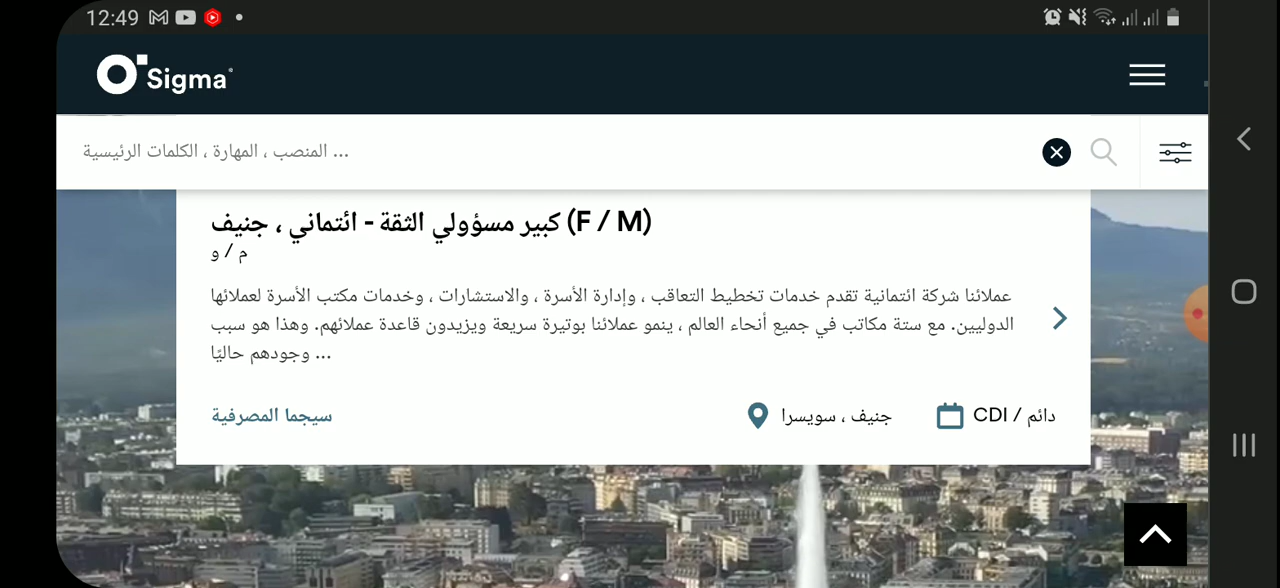 12:49
Sigma
المنصب ، المهارة ، الكلمات الرئيسية ...
كبير مسؤولي الثقة - ائتماني ، جنيف (F / M)
م / و
عملائنا شركة ائتمانية تقدم خدمات تخطيط التعاقب ، وإدارة الأسرة ، والاستشارات ، وخدمات مكتب الأسرة لعملائها
الدوليين. مع ستة مكاتب في جميع أنحاء العالم ، ينمو عملائنا بوتيرة سريعة ويزيدون قاعدة عملائهم. وهذا هو سبب
وجودهم حاليًا ...
سيجما المصرفية
جنيف ، سويسرا
دائم / CDI